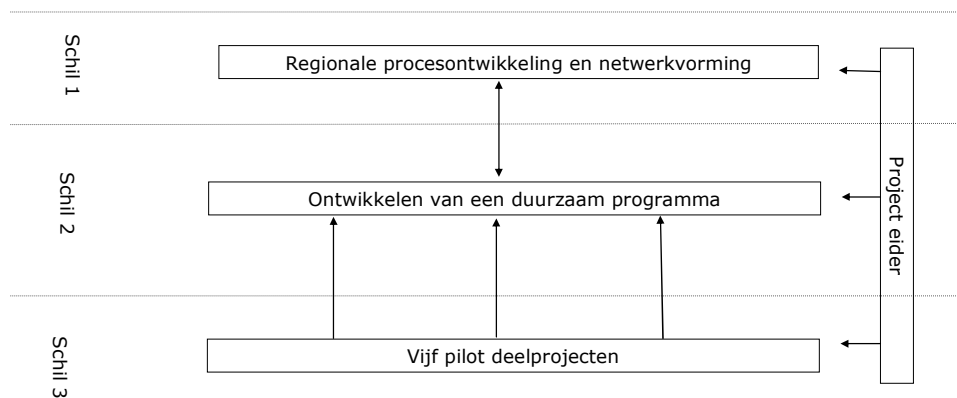 Schil 1
Regionale procesontwikkeling en netwerkvorming
Schil 2
Ontwikkelen van een duurzaam programma
Project eider
Schil 3
Vijf pilot deelprojecten